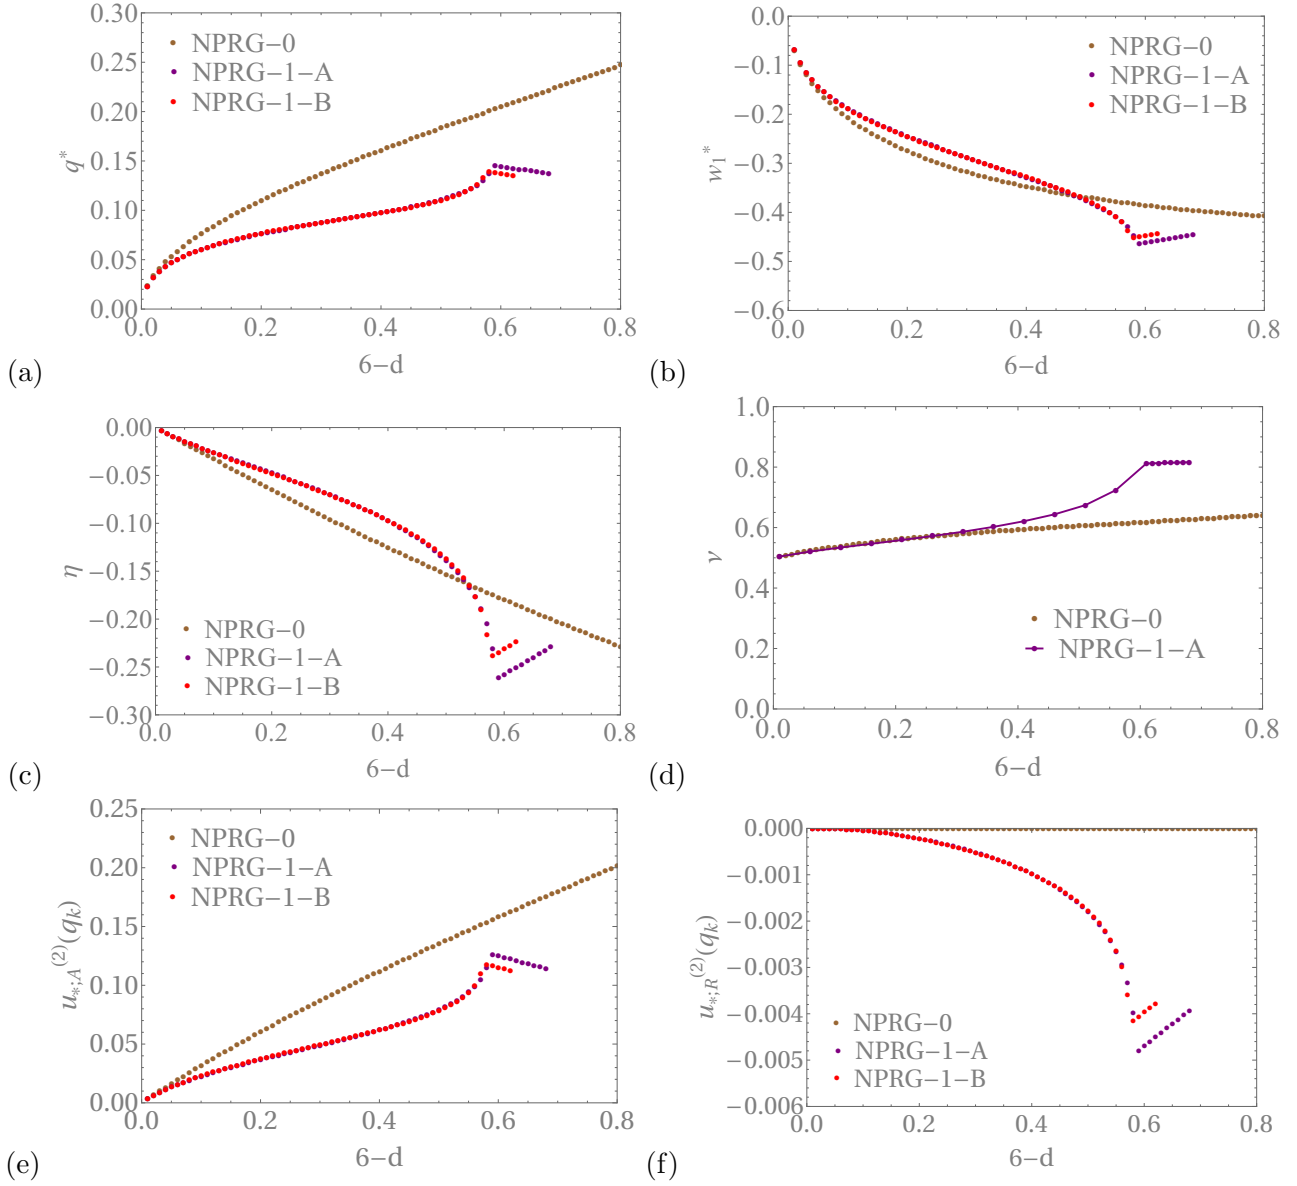 0.30
0.25
0.20
0.15
0.10
0.05
0.00
q*
NPRG−0
NPRG−1−A
NPRG−1−B
0.0 0.2 0.4 0.6 0.8
6−d
(a)
0.0
−0.1
−0.2
−0.3
−0.4
−0.5
−0.6
w₁*
NPRG−0
NPRG−1−A
NPRG−1−B
0.0 0.2 0.4 0.6 0.8
6−d
(b)
0.00
−0.05
−0.10
−0.15
−0.20
−0.25
−0.30
η
NPRG−0
NPRG−1−A
NPRG−1−B
0.0 0.2 0.4 0.6 0.8
6−d
(c)
1.0
0.8
0.6
0.4
0.2
0.0
ν
NPRG−0
NPRG−1−A
0.0 0.2 0.4 0.6 0.8
6−d
(d)
0.25
0.20
0.15
0.10
0.05
0.00
u*;A(2)(qk)
NPRG−0
NPRG−1−A
NPRG−1−B
0.0 0.2 0.4 0.6 0.8
6−d
(e)
0.000
−0.001
−0.002
−0.003
−0.004
−0.005
−0.006
u*;R(2)(qk)
NPRG−0
NPRG−1−A
NPRG−1−B
0.0 0.2 0.4 0.6 0.8
6−d
(f)